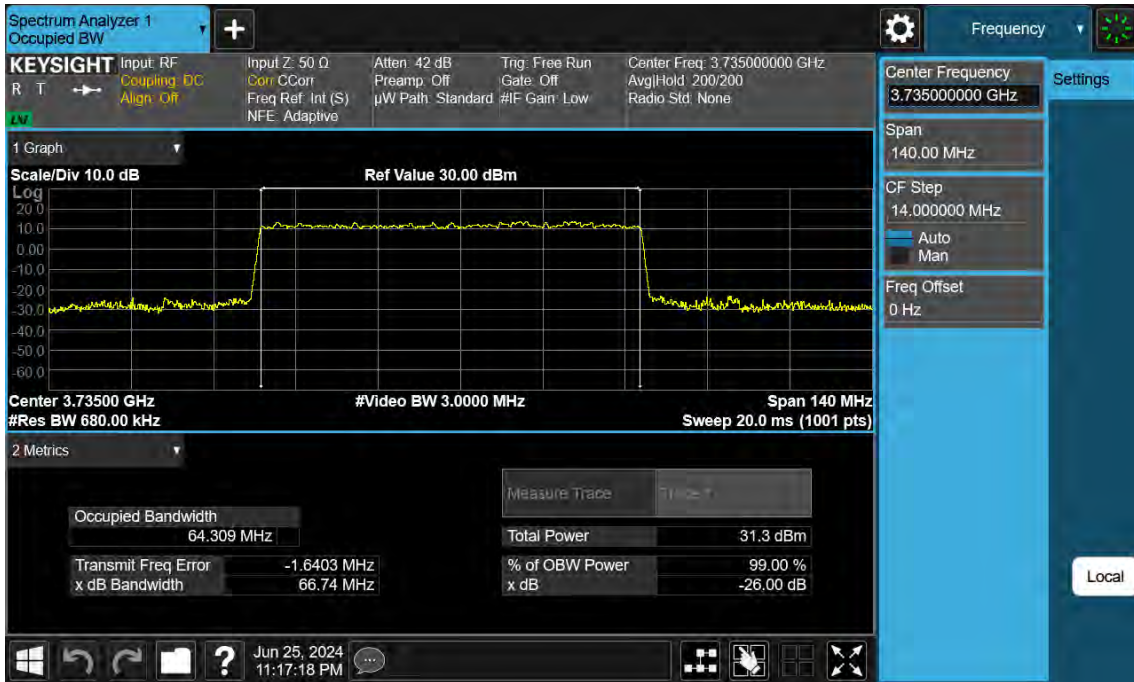 Spectrum Analyzer 1
Occupied BW
Frequency
KEYSIGHT
R T
LNI
Input: RF
Coupling: DC
Align: Off
Input Z: 50 Ω
Corr CCorr
Freq Ref: Int (S)
NFE: Adaptive
Atten: 42 dB
Preamp: Off
µW Path: Standard
Trig: Free Run
Gate: Off
#IF Gain: Low
Center Freq: 3.735000000 GHz
Avg|Hold: 200/200
Radio Std: None
Center Frequency
3.735000000 GHz
Settings
Span
140.00 MHz
CF Step
14.000000 MHz
Auto
Man
Freq Offset
0 Hz
Local
1 Graph
Scale/Div 10.0 dB
Ref Value 30.00 dBm
Log
20.0
10.0
0.00
-10.0
-20.0
-30.0
-40.0
-50.0
-60.0
Center 3.73500 GHz
#Video BW 3.0000 MHz
Span 140 MHz
#Res BW 680.00 kHz
Sweep 20.0 ms (1001 pts)
2 Metrics
Measure Trace
Trace 1
Occupied Bandwidth
64.309 MHz
Total Power 31.3 dBm
Transmit Freq Error -1.6403 MHz
% of OBW Power 99.00 %
x dB Bandwidth 66.74 MHz
x dB -26.00 dB
?
Jun 25, 2024
11:17:18 PM